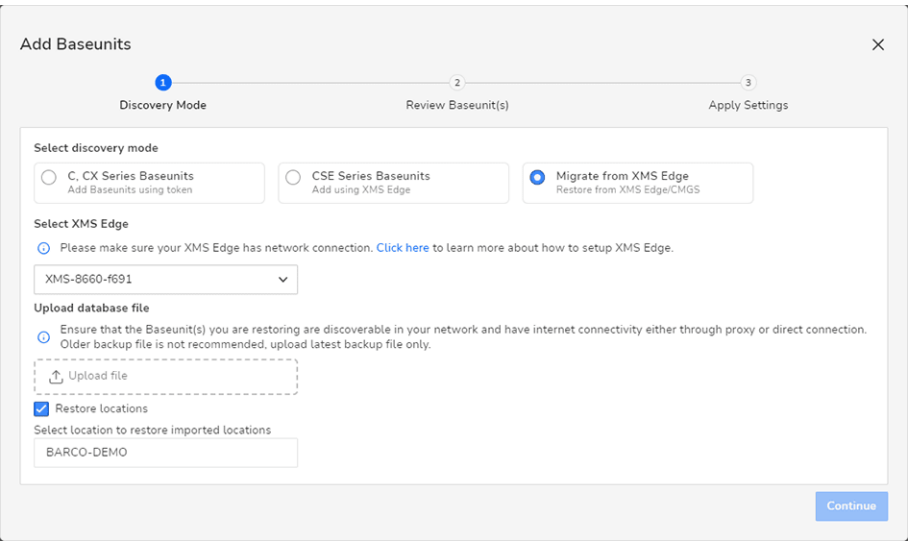 Add Baseunits
1
2
3
Discovery Mode
Review Baseunit(s)
Apply Settings
Select discovery mode
C, CX Series Baseunits
Add Baseunits using token
CSE Series Baseunits
Add using XMS Edge
Migrate from XMS Edge
Restore from XMS Edge/CMGS
Select XMS Edge
Please make sure your XMS Edge has network connection. Click here to learn more about how to setup XMS Edge.
XMS-8660-f691
Upload database file
Ensure that the Baseunit(s) you are restoring are discoverable in your network and have internet connectivity either through proxy or direct connection.
Older backup file is not recommended, upload latest backup file only.
Upload file
Restore locations
Select location to restore imported locations
BARCO-DEMO
Continue